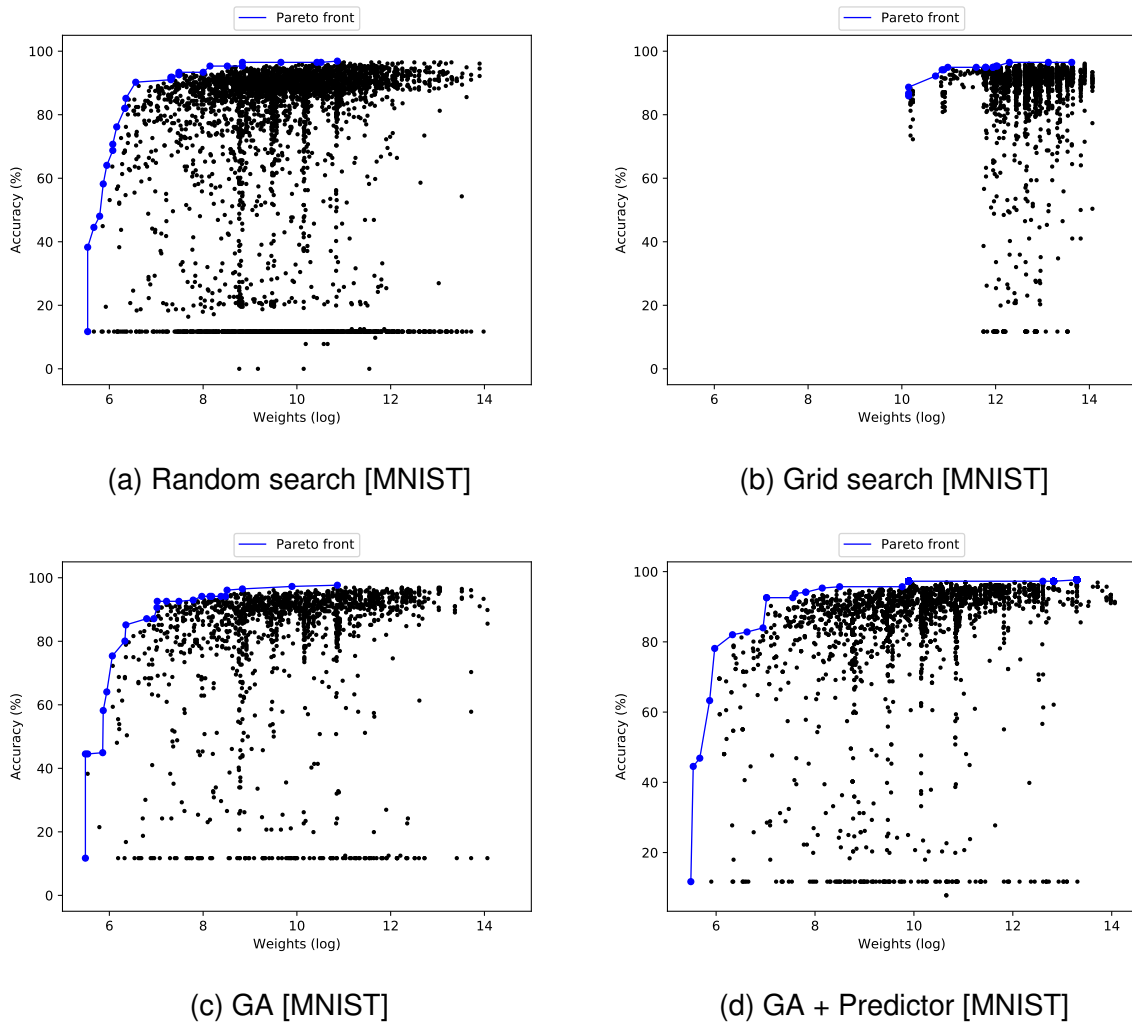 Pareto front
100
80
60
40
20
0
Accuracy (%)
6 8 10 12 14
Weights (log)
(a) Random search [MNIST]
Pareto front
100
80
60
40
20
0
Accuracy (%)
6 8 10 12 14
Weights (log)
(b) Grid search [MNIST]
Pareto front
100
80
60
40
20
0
Accuracy (%)
6 8 10 12 14
Weights (log)
(c) GA [MNIST]
Pareto front
100
80
60
40
20
Accuracy (%)
6 8 10 12 14
Weights (log)
(d) GA + Predictor [MNIST]